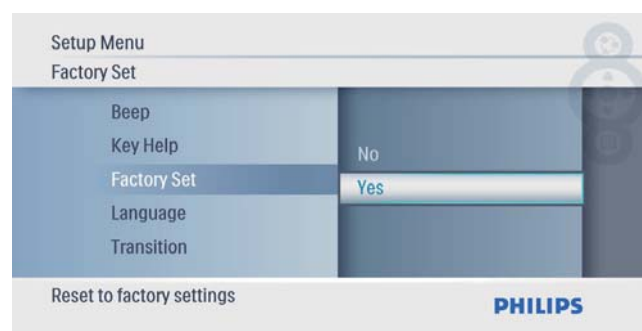 Setup Menu
Factory Set
Beep
Key Help
Factory Set
Language
Transition
No
Yes
Reset to factory settings
PHILIPS